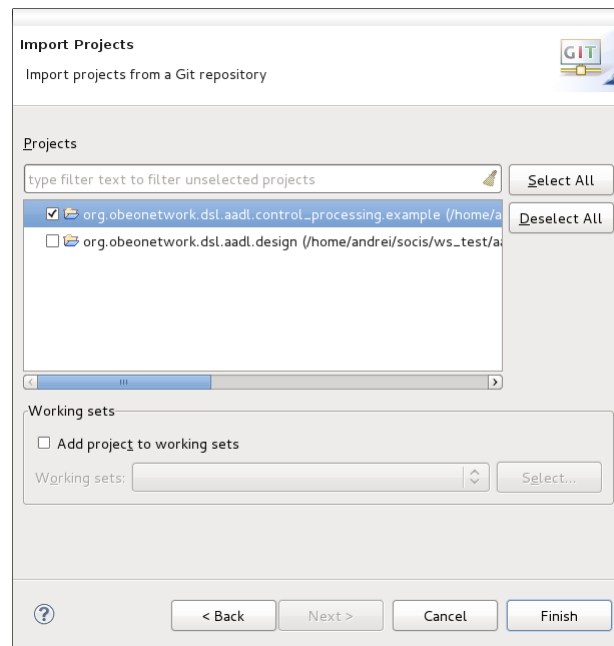 Import Projects
Import projects from a Git repository
GIT
Projects
type filter text to filter unselected projects
Select All
org.obeonetwork.dsl.aadl.control_processing.example (/home/a
Deselect All
org.obeonetwork.dsl.aadl.design (/home/andrei/socis/ws_test/a
Working sets
Add project to working sets
Working sets:
Select...
?
< Back
Next >
Cancel
Finish